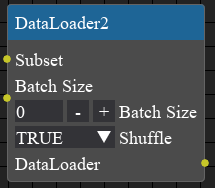 DataLoader2
Subset
Batch Size
0 - + Batch Size
TRUE ▼ Shuffle
DataLoader